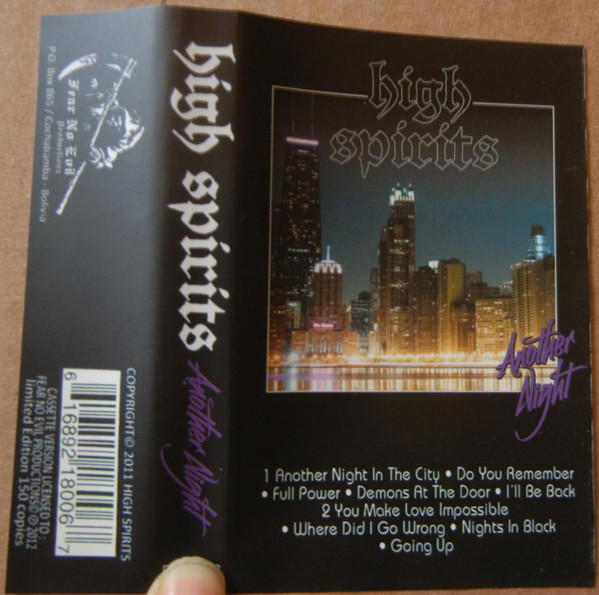 Fear No Evil
productions
P.O. Box 865 / Cochabamba - Bolivia
6 16892 18006 7
CASSETTE VERSION LICENSED TO:
FEAR NO EVIL PRODUCTIONS© 2012
limited Edition 150 copies
high spirits
Another Night
COPYRIGHT© 2011 HIGH SPIRITS
high
spirits
Another
Night
1 Another Night In The City • Do You Remember
• Full Power • Demons At The Door • I'll Be Back
2 You Make Love Impossible
• Where Did I Go Wrong • Nights In Black
• Going Up